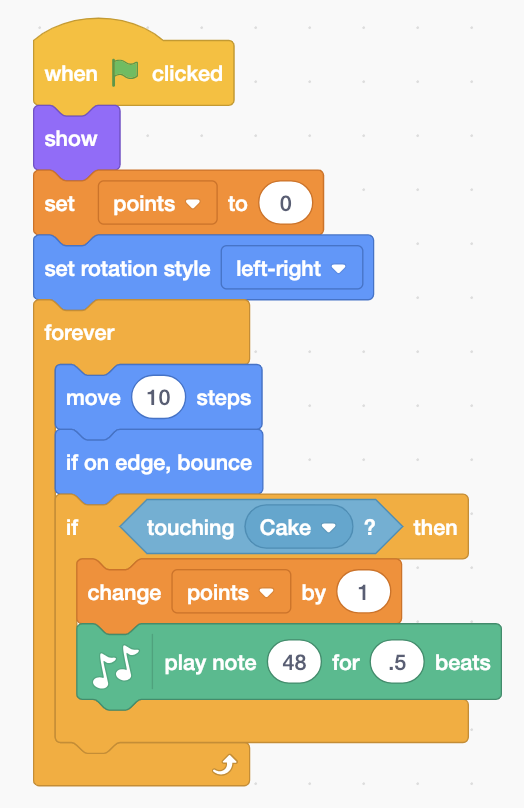 when clicked
show
set points to 0
set rotation style left-right
forever
move 10 steps
if on edge, bounce
if touching Cake ? then
change points by 1
play note 48 for .5 beats